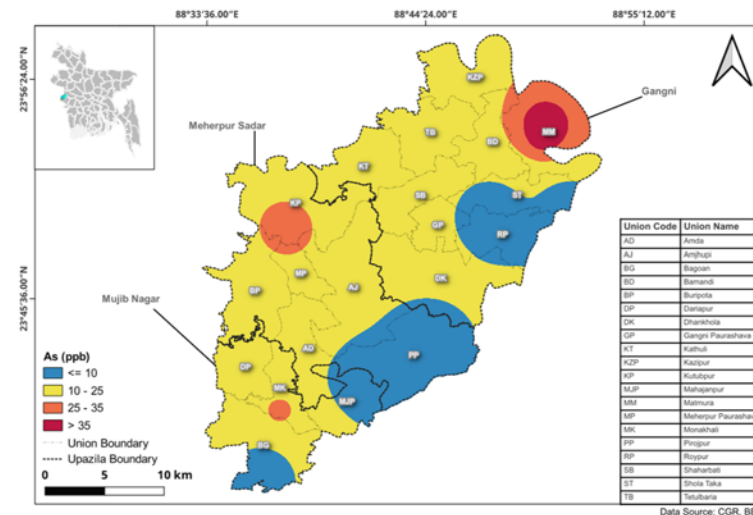 88°33′36.00″E 88°44′24.00″E 88°55′12.00″E
23°56′24.00″N
23°45′36.00″N
Gangni
Meherpur Sadar
Mujib Nagar
KZP
TB
BD
MM
KT
SB
ST
KP
GP
RP
MP
BP
AJ
DK
AD
PP
DP
MK
MJP
BG
As (ppb)
<= 10
10 - 25
25 - 35
> 35
Union Boundary
Upazila Boundary
0 5 10 km
Union Code Union Name
AD Amda
AJ Amjhupi
BG Bagoan
BD Bamandi
BP Buripota
DP Dariapur
DK Dhankhola
GP Gangni Paurashava
KT Kathuli
KZP Kazipur
KP Kutubpur
MJP Mahajanpur
MM Matmura
MP Meherpur Paurashav
MK Monakhali
PP Pirojpur
RP Roypur
SB Shaharbati
ST Shola Taka
TB Tetulbaria
Data Source: CGR, B